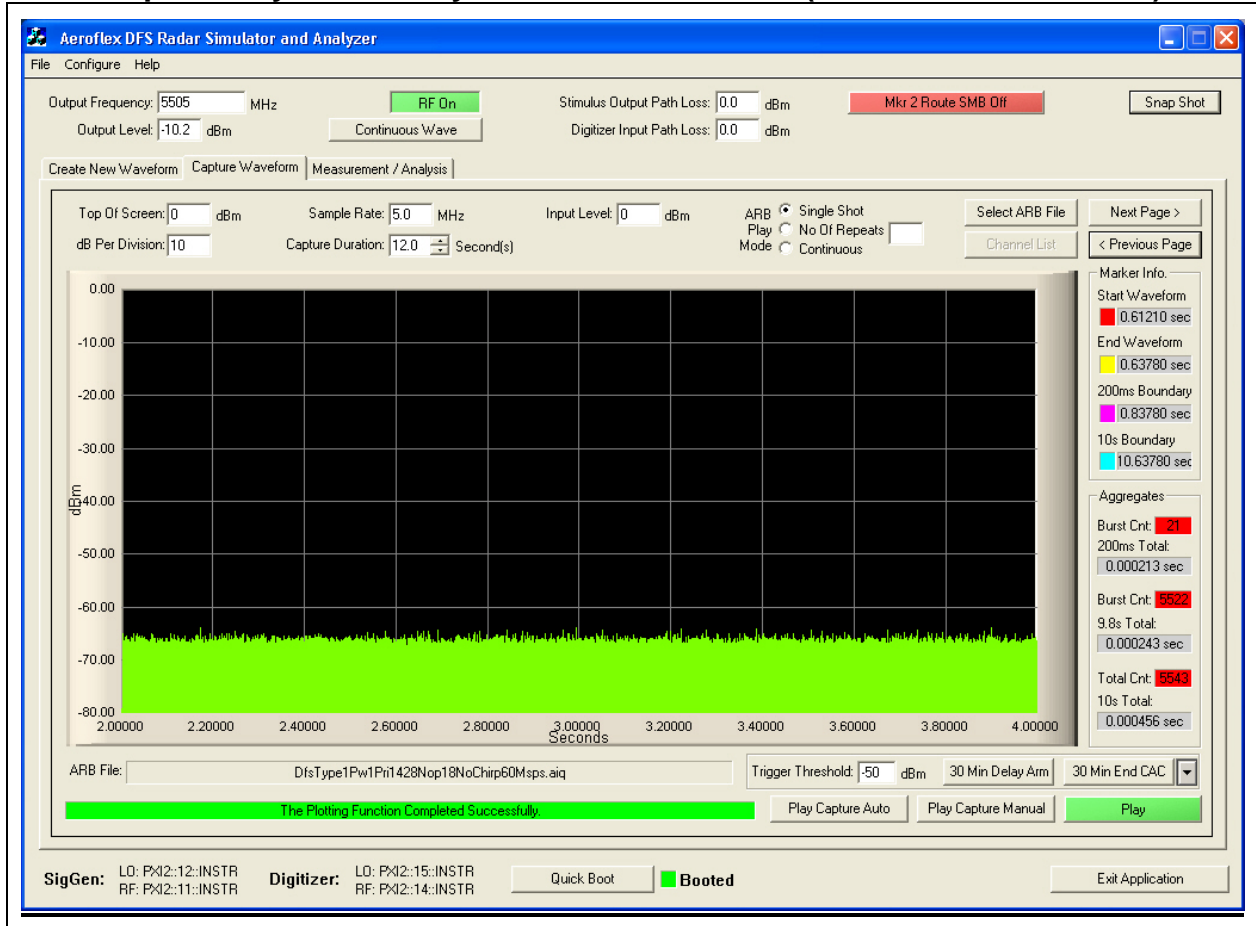 Aeroflex DFS Radar Simulator and Analyzer
File Configure Help
Output Frequency: 5505 MHz
RF On
Stimulus Output Path Loss: 0.0 dBm
Mkr 2 Route SMB Off
Snap Shot
Output Level: -10.2 dBm
Continuous Wave
Digitizer Input Path Loss: 0.0 dBm
Create New Waveform Capture Waveform Measurement / Analysis
Top Of Screen: 0 dBm
Sample Rate: 5.0 MHz
Input Level: 0 dBm
ARB Play Mode
Single Shot
No Of Repeats
Continuous
Select ARB File
Next Page >
dB Per Division: 10
Capture Duration: 12.0 Second(s)
Channel List
< Previous Page
0.00
-10.00
-20.00
-30.00
-40.00
-50.00
-60.00
-70.00
-80.00
dBm
2.00000 2.20000 2.40000 2.60000 2.80000 3.00000 3.20000 3.40000 3.60000 3.80000 4.00000
Seconds
Marker Info.
Start Waveform
0.61210 sec
End Waveform
0.63780 sec
200ms Boundary
0.83780 sec
10s Boundary
10.63780 sec
Aggregates
Burst Cnt: 21
200ms Total:
0.000213 sec
Burst Cnt: 5522
9.8s Total:
0.000243 sec
Total Cnt: 5543
10s Total:
0.000456 sec
ARB File: DfsType1Pw1Pri1428Nop18NoChirp60Msps.aiq
Trigger Threshold: -50 dBm
30 Min Delay Arm
30 Min End CAC
The Plotting Function Completed Successfully.
Play Capture Auto
Play Capture Manual
Play
SigGen: LO: PXI2::12::INSTR
RF: PXI2::11::INSTR
Digitizer: LO: PXI2::15::INSTR
RF: PXI2::14::INSTR
Quick Boot
Booted
Exit Application